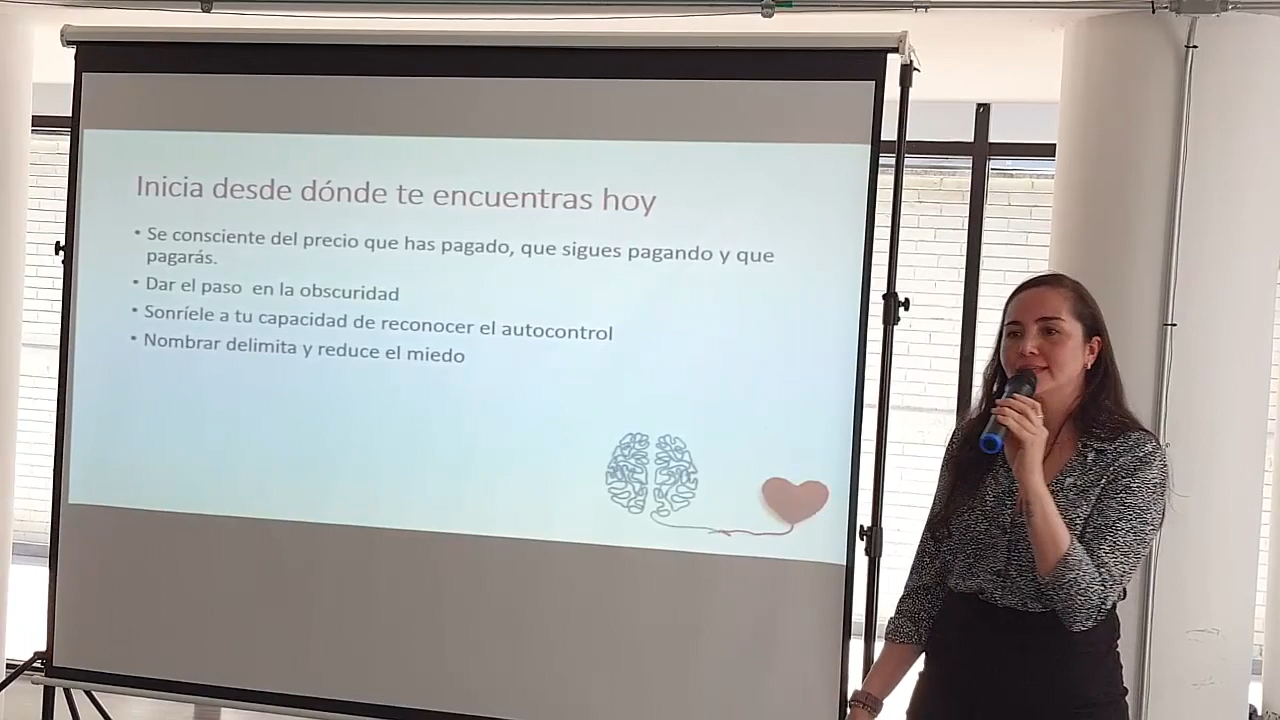 Inicia desde dónde te encuentras hoy
• Se consciente del precio que has pagado, que sigues pagando y que
pagarás.
• Dar el paso en la obscuridad
• Sonríele a tu capacidad de reconocer el autocontrol
• Nombrar delimita y reduce el miedo